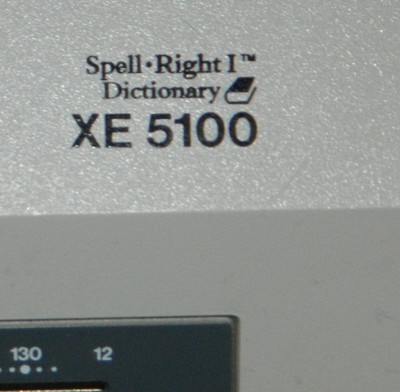 Spell·Right I™
Dictionary
XE 5100
130 12